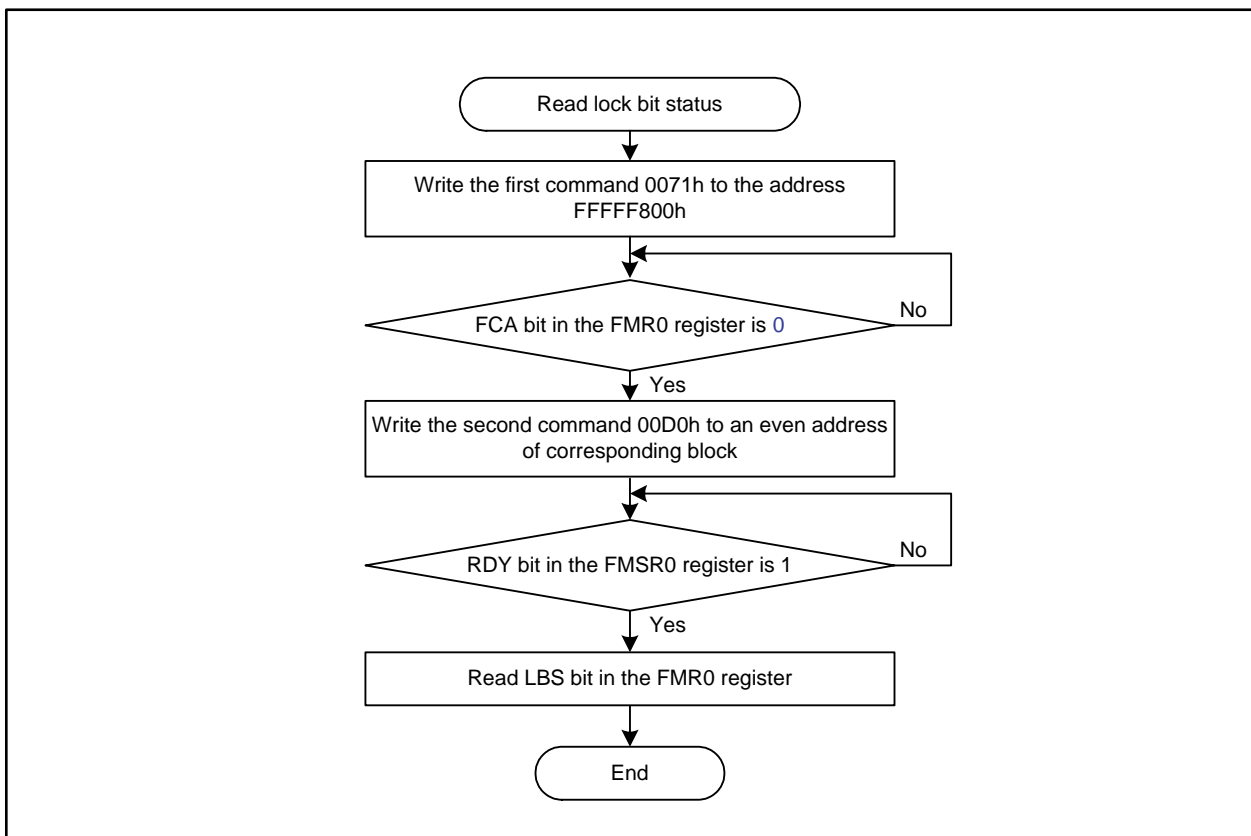 Read lock bit status
Write the first command 0071h to the address
FFFFF800h
FCA bit in the FMR0 register is 0
No
Yes
Write the second command 00D0h to an even address
of corresponding block
RDY bit in the FMSR0 register is 1
No
Yes
Read LBS bit in the FMR0 register
End